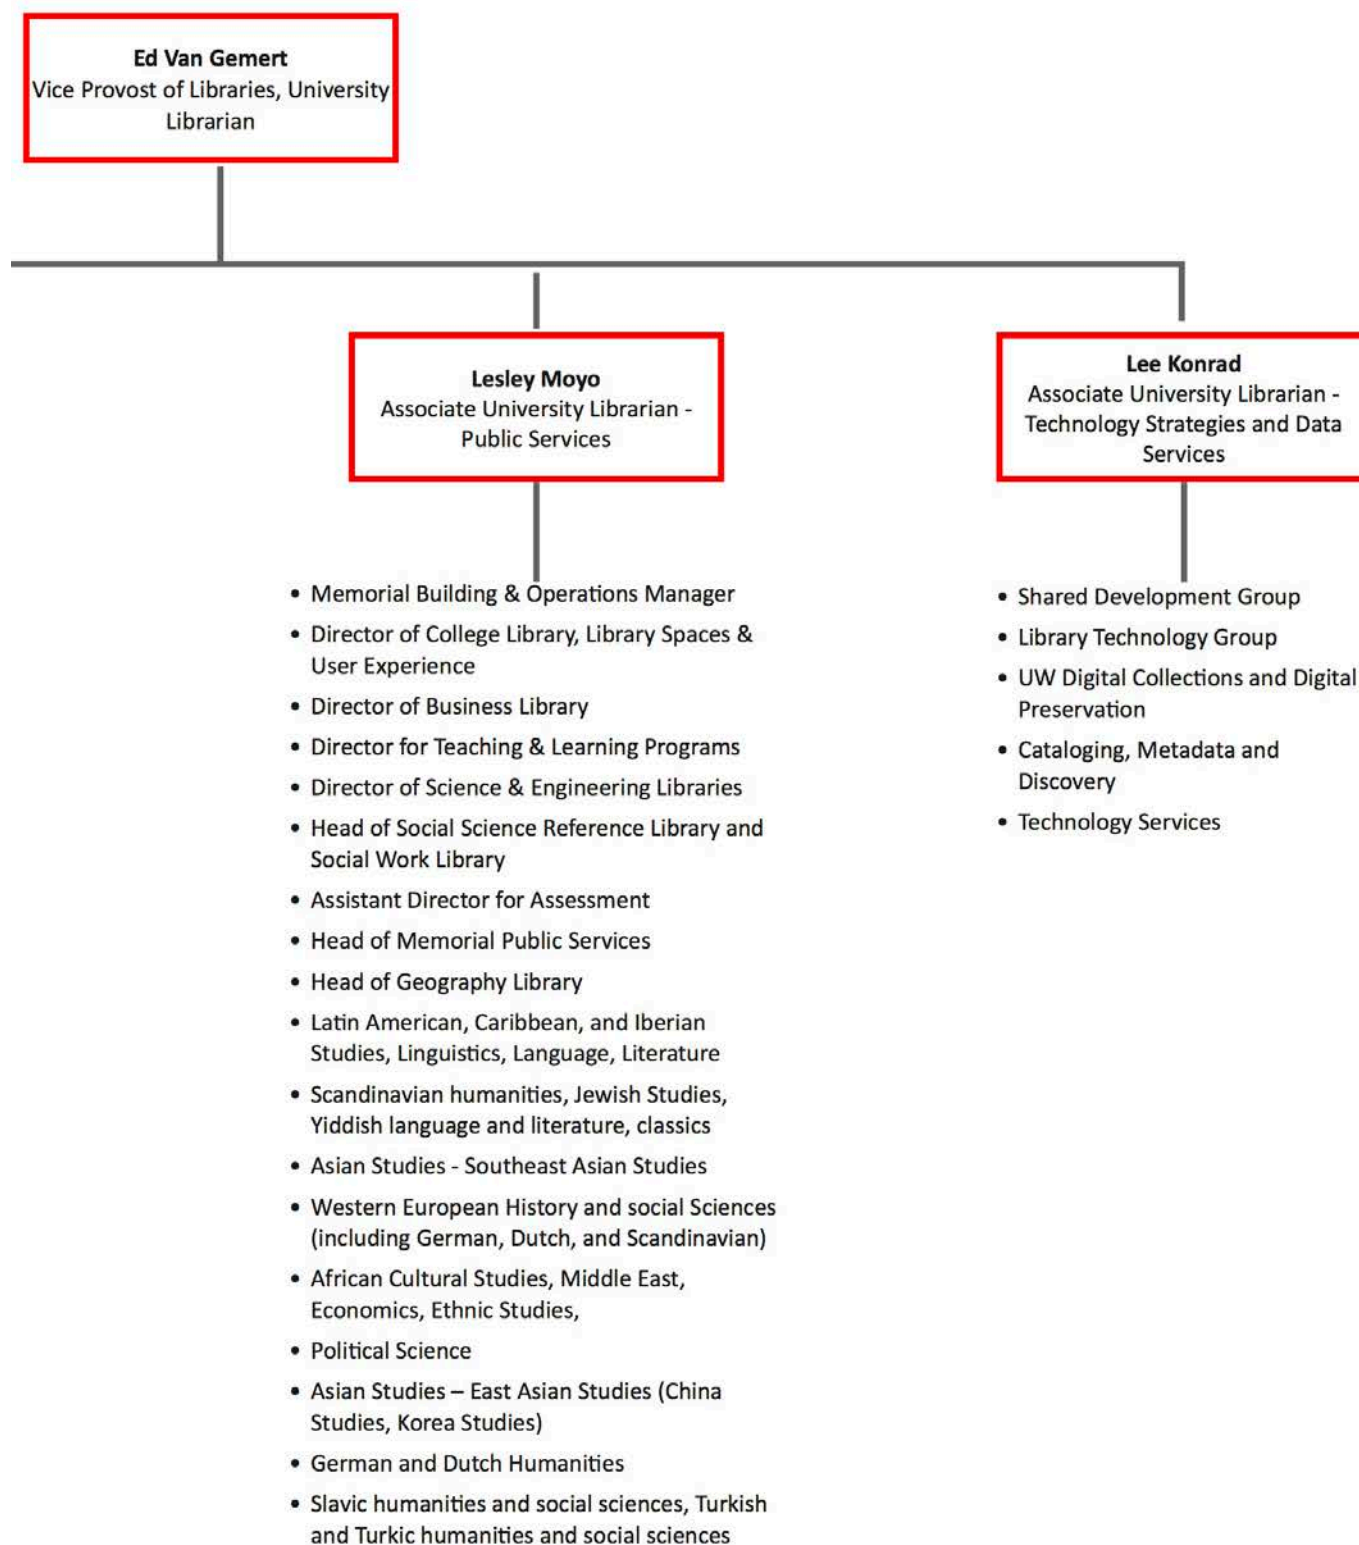 Ed Van Gemert
Vice Provost of Libraries, University
Librarian
Lesley Moyo
Associate University Librarian -
Public Services
Lee Konrad
Associate University Librarian -
Technology Strategies and Data
Services
• Memorial Building & Operations Manager
• Director of College Library, Library Spaces &
User Experience
• Director of Business Library
• Director for Teaching & Learning Programs
• Director of Science & Engineering Libraries
• Head of Social Science Reference Library and
Social Work Library
• Assistant Director for Assessment
• Head of Memorial Public Services
• Head of Geography Library
• Latin American, Caribbean, and Iberian
Studies, Linguistics, Language, Literature
• Scandinavian humanities, Jewish Studies,
Yiddish language and literature, classics
• Asian Studies - Southeast Asian Studies
• Western European History and social Sciences
(including German, Dutch, and Scandinavian)
• African Cultural Studies, Middle East,
Economics, Ethnic Studies,
• Political Science
• Asian Studies – East Asian Studies (China
Studies, Korea Studies)
• German and Dutch Humanities
• Slavic humanities and social sciences, Turkish
and Turkic humanities and social sciences
• Shared Development Group
• Library Technology Group
• UW Digital Collections and Digital
Preservation
• Cataloging, Metadata and
Discovery
• Technology Services